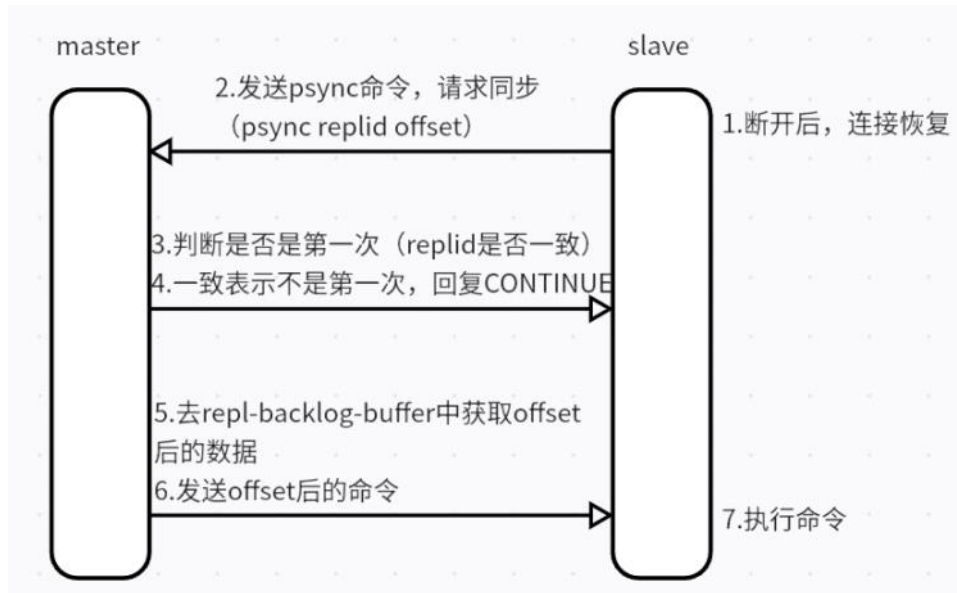 master
slave
2.发送psync命令，请求同步
（psync replid offset）
1.断开后，连接恢复
3.判断是否是第一次（replid是否一致）
4.一致表示不是第一次，回复CONTINUE
5.去repl-backlog-buffer中获取offset
后的数据
6.发送offset后的命令
7.执行命令